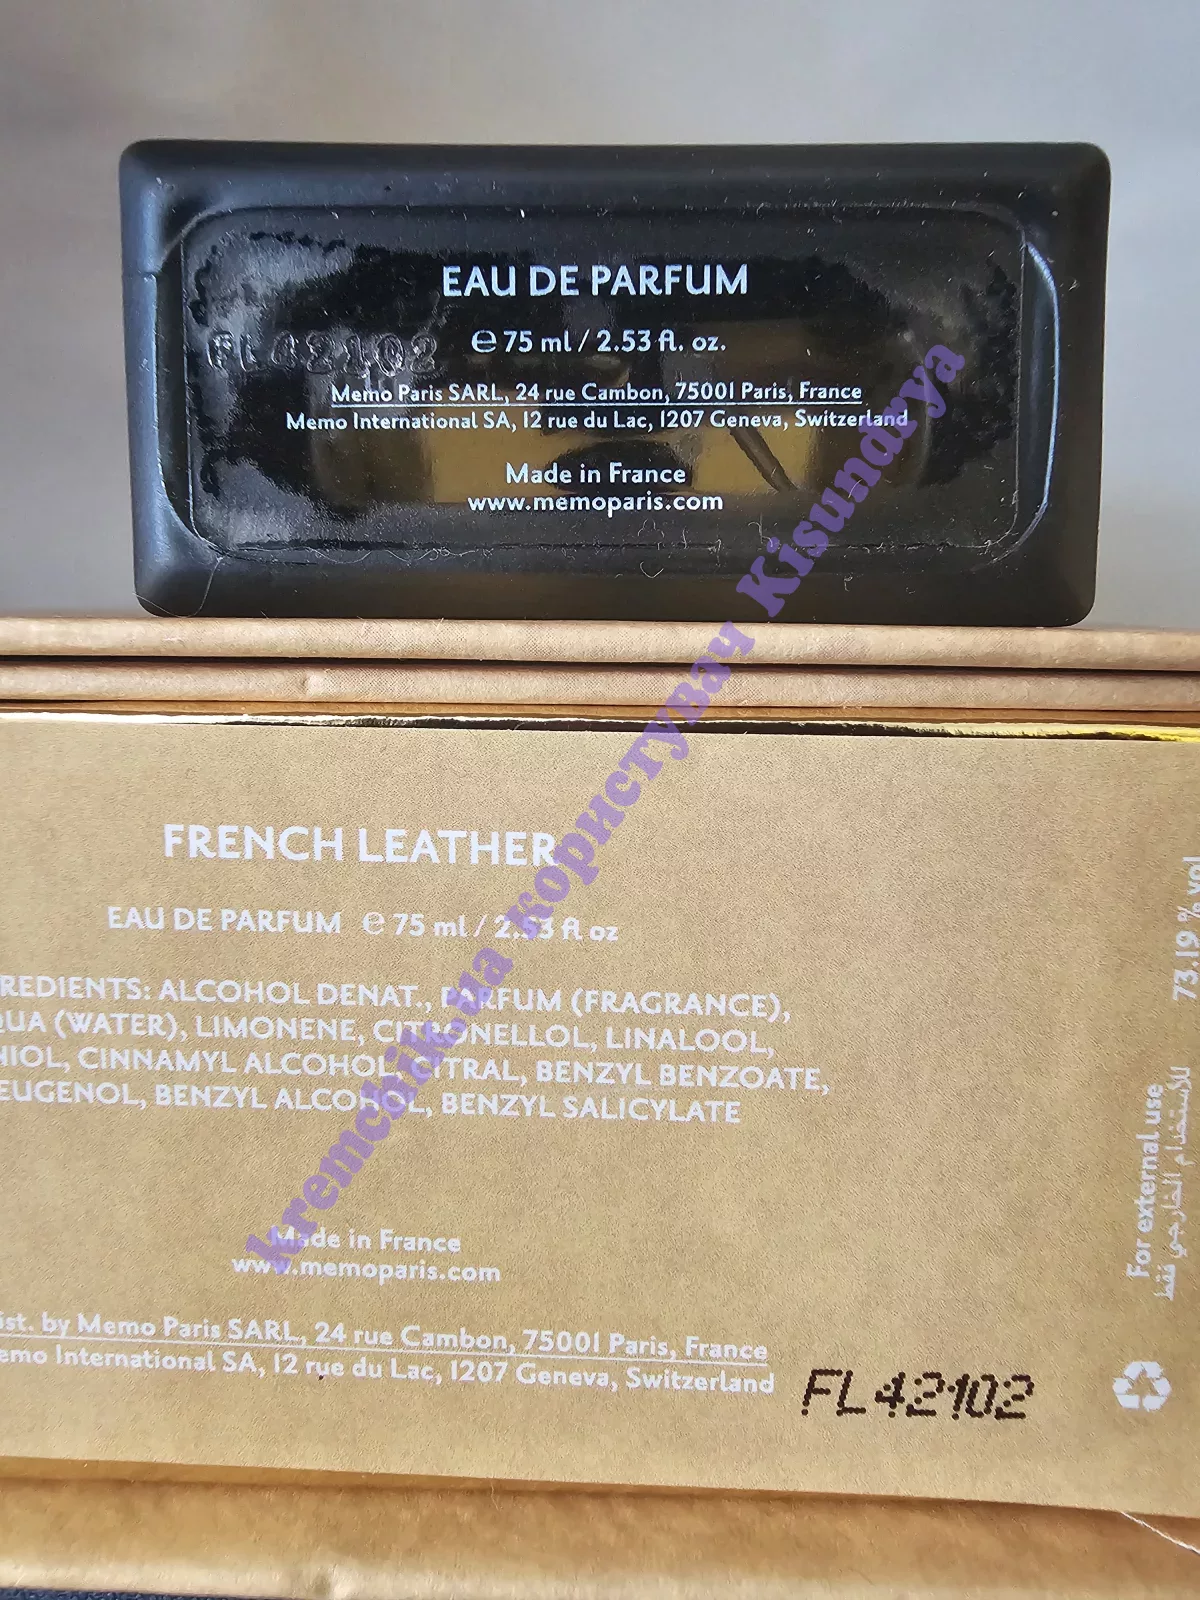 EAU DE PARFUM
FL42102
℮ 75 ml / 2.53 fl. oz.
Memo Paris SARL, 24 rue Cambon, 75001 Paris, France
Memo International SA, 12 rue du Lac, 1207 Geneva, Switzerland
Made in France
www.memoparis.com
kremchik.ua користувач Kisundrya
FRENCH LEATHER
EAU DE PARFUM ℮ 75 ml / 2.53 fl oz
REDIENTS: ALCOHOL DENAT., PARFUM (FRAGRANCE),
QUA (WATER), LIMONENE, CITRONELLOL, LINALOOL,
NIOL, CINNAMYL ALCOHOL, CITRAL, BENZYL BENZOATE,
EUGENOL, BENZYL ALCOHOL, BENZYL SALICYLATE
Made in France
www.memoparis.com
ist. by Memo Paris SARL, 24 rue Cambon, 75001 Paris, France
emo International SA, 12 rue du Lac, 1207 Geneva, Switzerland
FL42102
73.19 % vol
For external use
للاستخدام الخارجي فقط